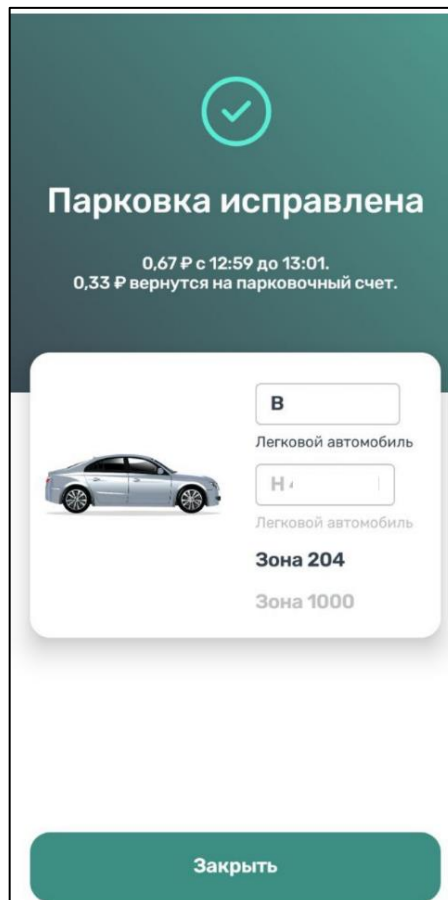 Парковка исправлена
0,67 ₽ с 12:59 до 13:01.
0,33 ₽ вернутся на парковочный счет.
В
Легковой автомобиль
Н
Легковой автомобиль
Зона 204
Зона 1000
Закрыть